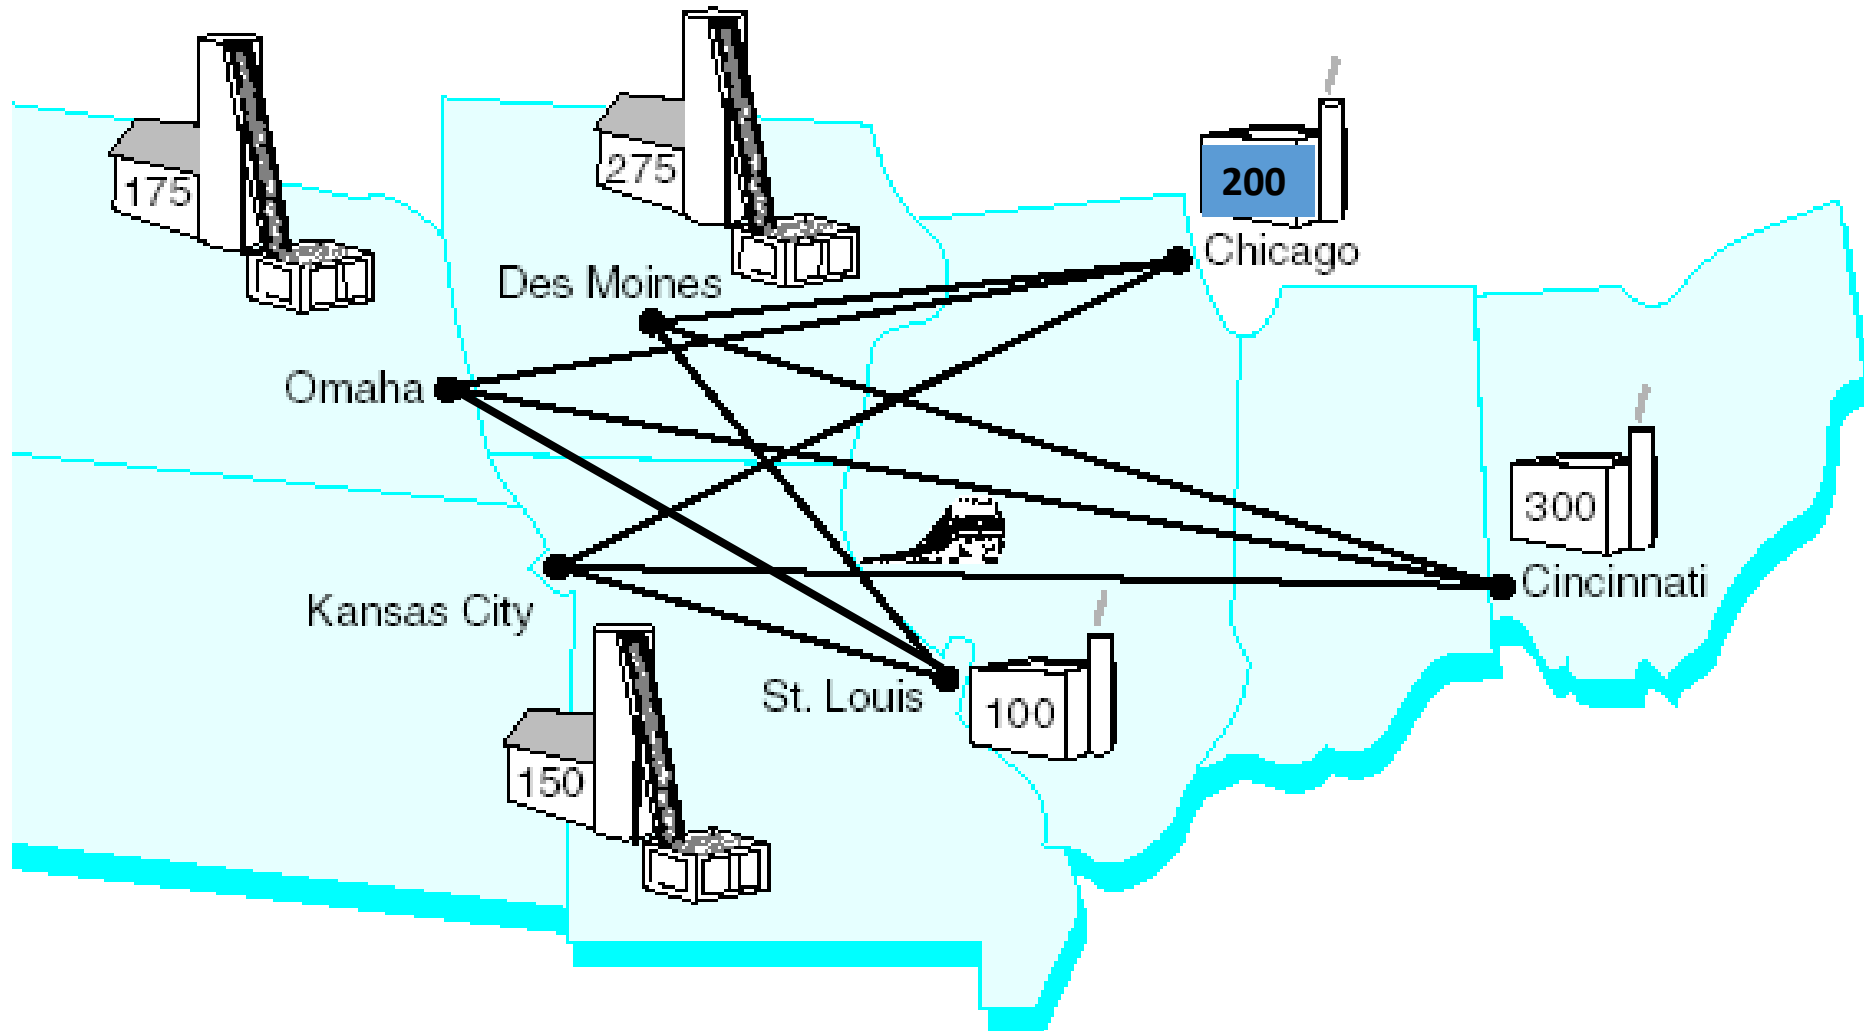 175
275
200
Chicago
Des Moines
Omaha
300
Cincinnati
Kansas City
St. Louis
100
150